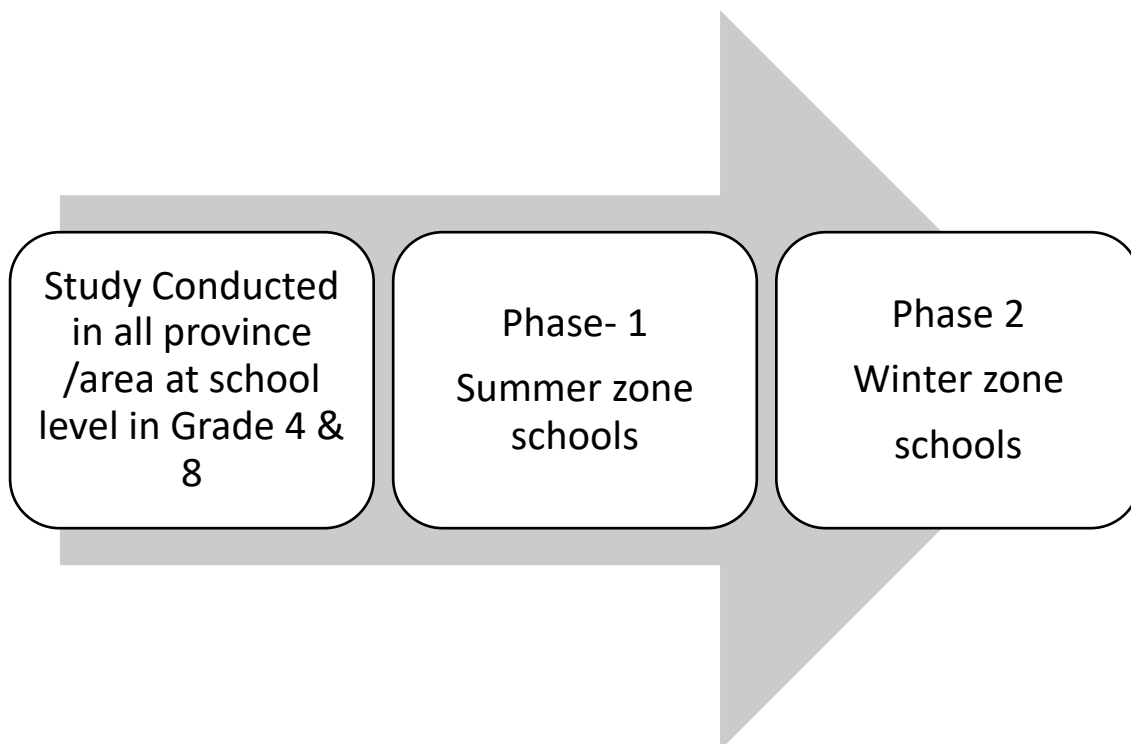 Study Conducted
in all province
/area at school
level in Grade 4 &
8
Phase- 1
Summer zone
schools
Phase 2
Winter zone
schools